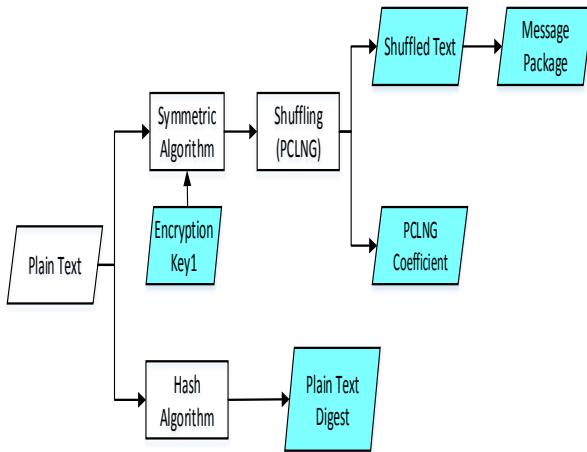 Shuffled Text
Message
Package
Symmetric
Algorithm
Shuffling
(PCLNG)
Encryption
Key1
PCLNG
Coefficient
Plain Text
Hash
Algorithm
Plain Text
Digest